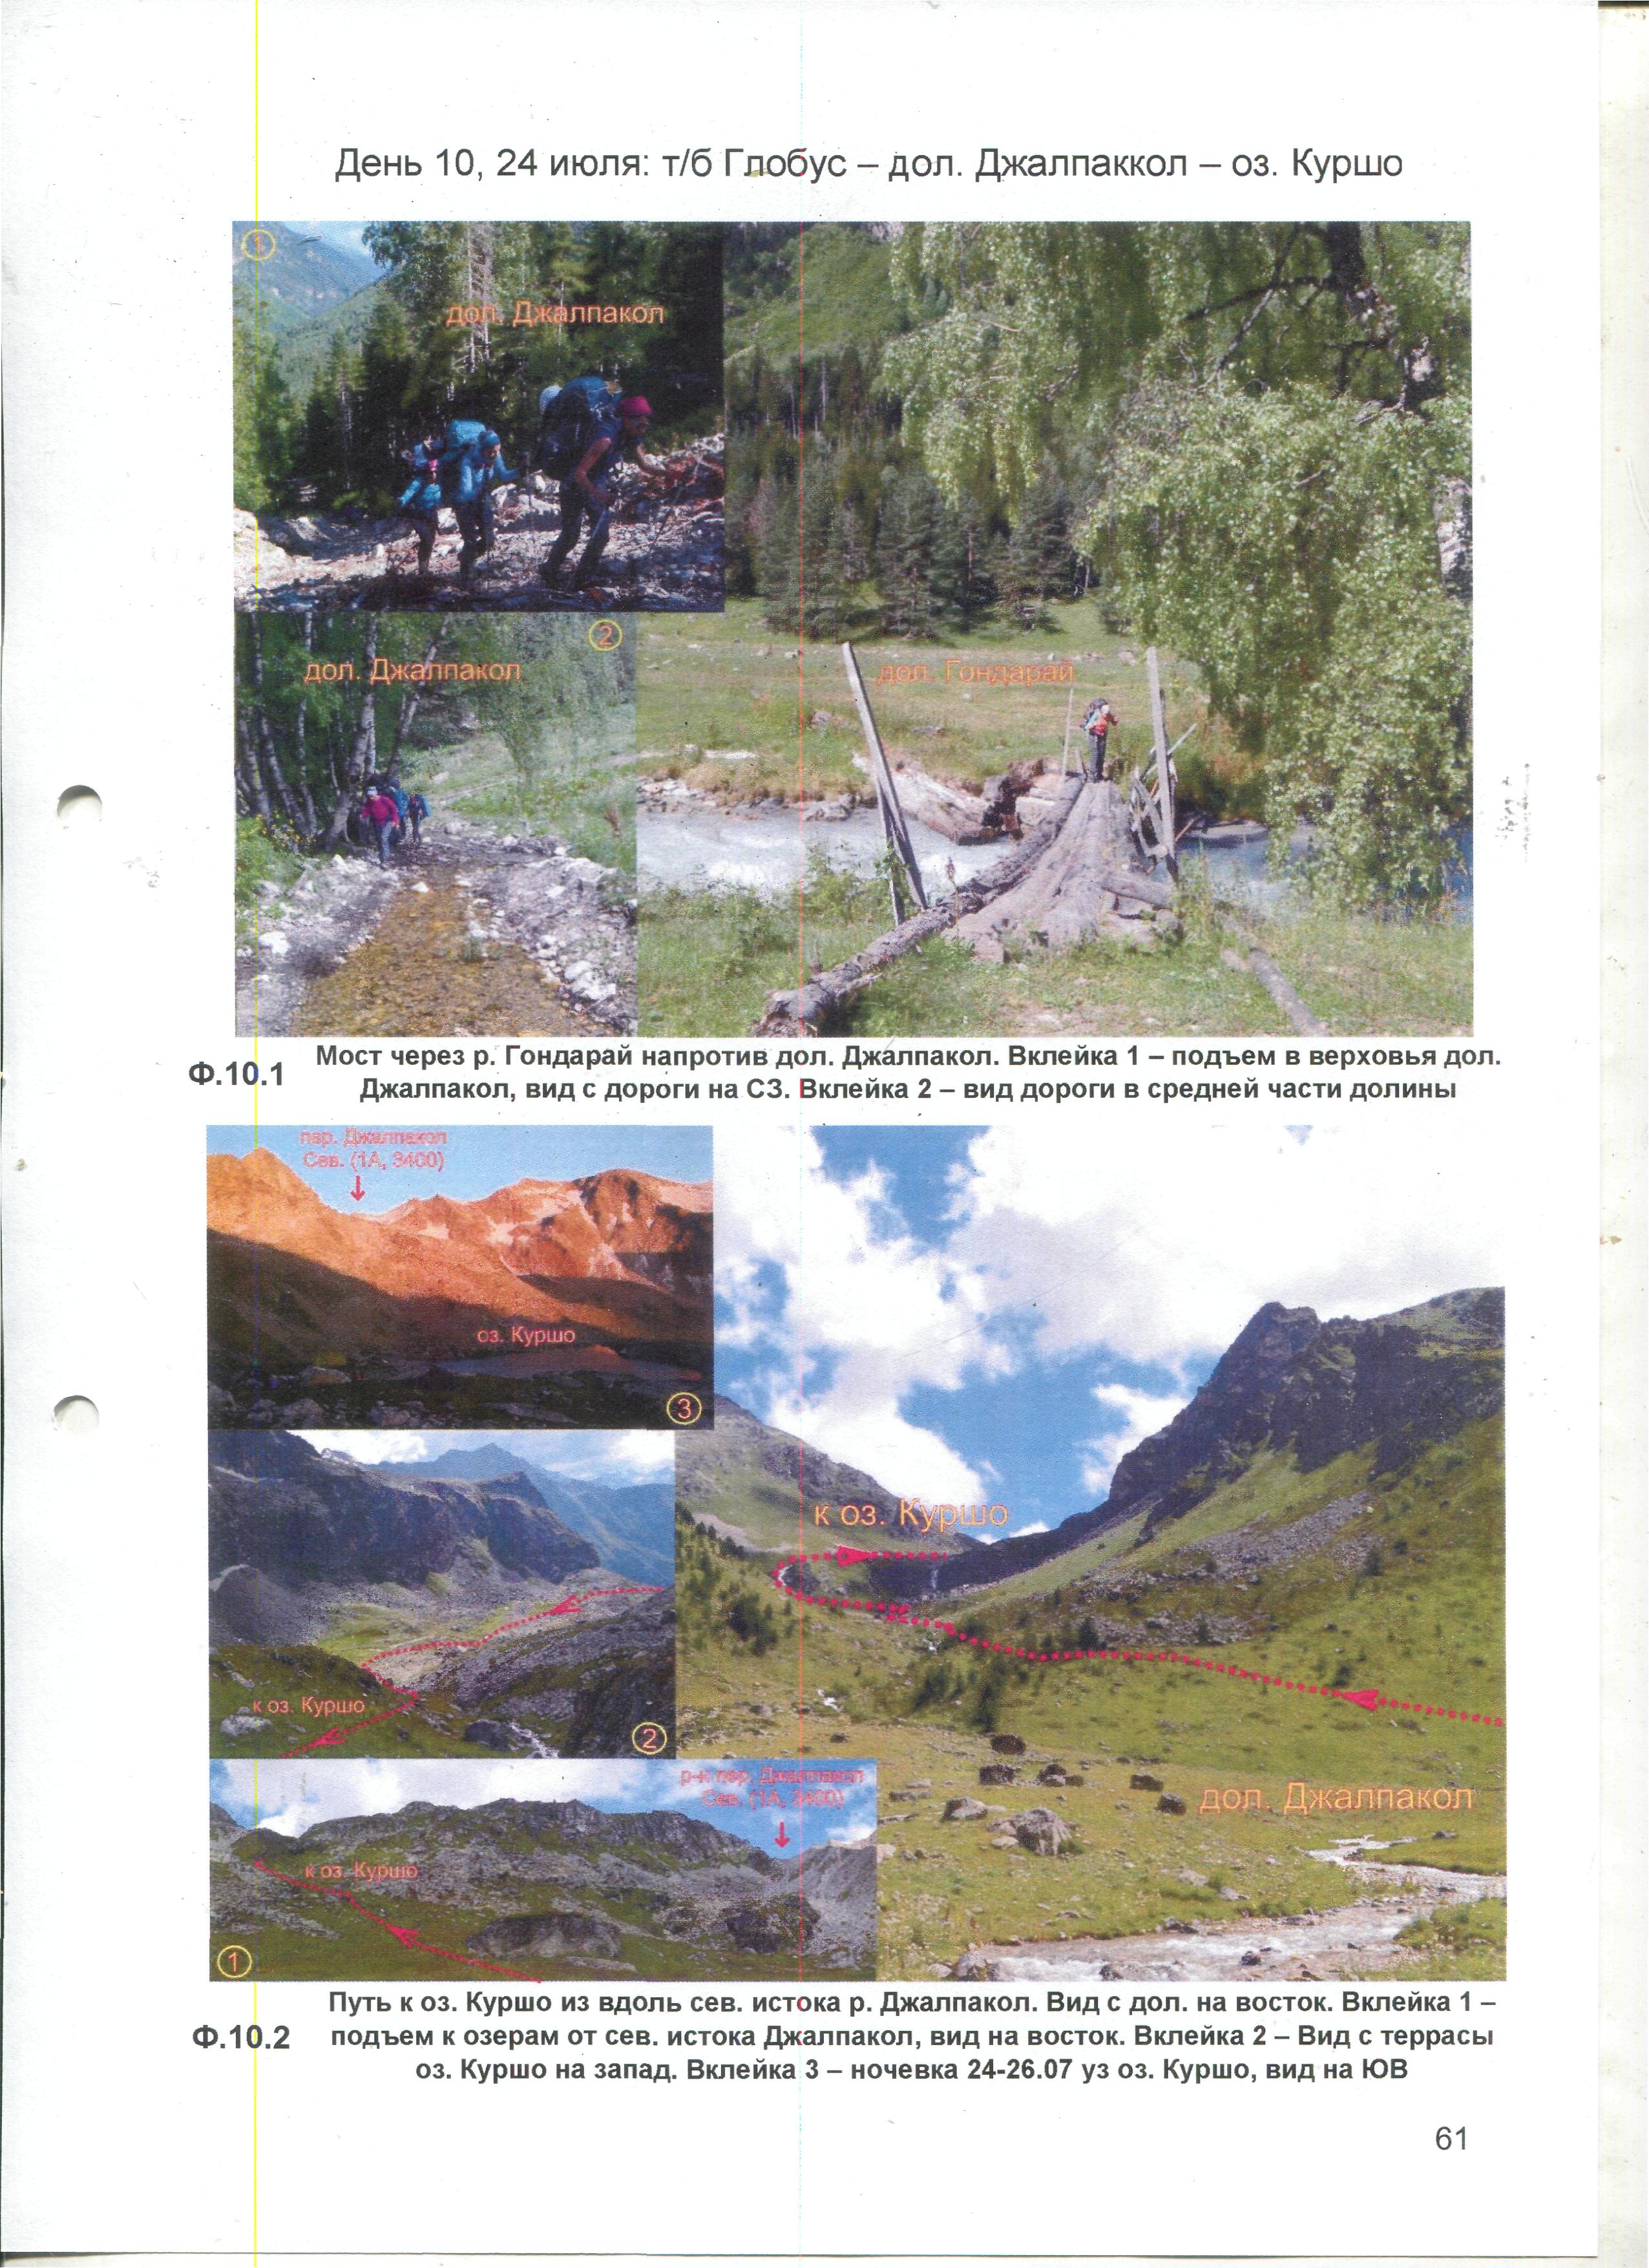 День 10, 24 июля: т/б Глобус – дол. Джалпаккол – оз. Куршо
1
дол. Джалпакол
2
дол. Джалпакол
дол. Гондарай
Ф.10.1
Мост через р. Гондарай напротив дол. Джалпакол. Вклейка 1 – подъем в верховья дол.
Джалпакол, вид с дороги на СЗ. Вклейка 2 – вид дороги в средней части долины
пер. Джалпакол
Сев. (1А, 3400)
оз. Куршо
3
к оз. Куршо
к оз. Куршо
2
р-н пер. Джалпакол
Сев. (1А, 3400)
дол. Джалпакол
к оз. Куршо
1
Ф.10.2
Путь к оз. Куршо из вдоль сев. истока р. Джалпакол. Вид с дол. на восток. Вклейка 1 –
подъем к озерам от сев. истока Джалпакол, вид на восток. Вклейка 2 – Вид с террасы
оз. Куршо на запад. Вклейка 3 – ночевка 24-26.07 уз оз. Куршо, вид на ЮВ
61